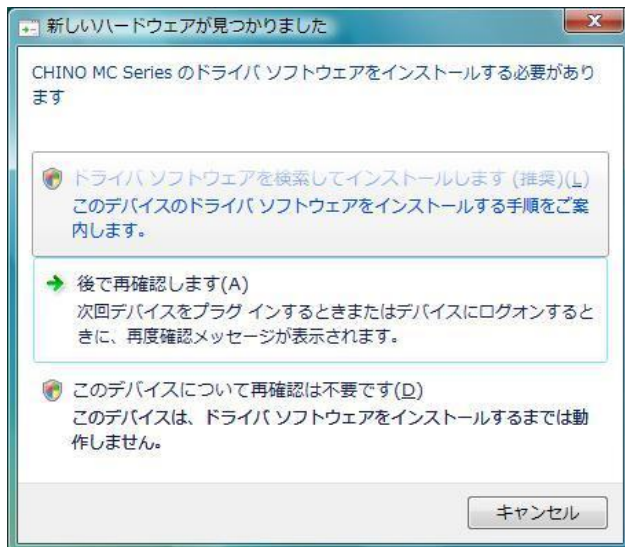 新しいハードウェアが見つかりました
CHINO MC Series のドライバ ソフトウェアをインストールする必要があり
ます
ドライバ ソフトウェアを検索してインストールします (推奨)(L)
このデバイスのドライバ ソフトウェアをインストールする手順をご案
内します。
後で再確認します(A)
次回デバイスをプラグ インするときまたはデバイスにログオンすると
きに、再度確認メッセージが表示されます。
このデバイスについて再確認は不要です(D)
このデバイスは、ドライバ ソフトウェアをインストールするまでは動
作しません。
キャンセル